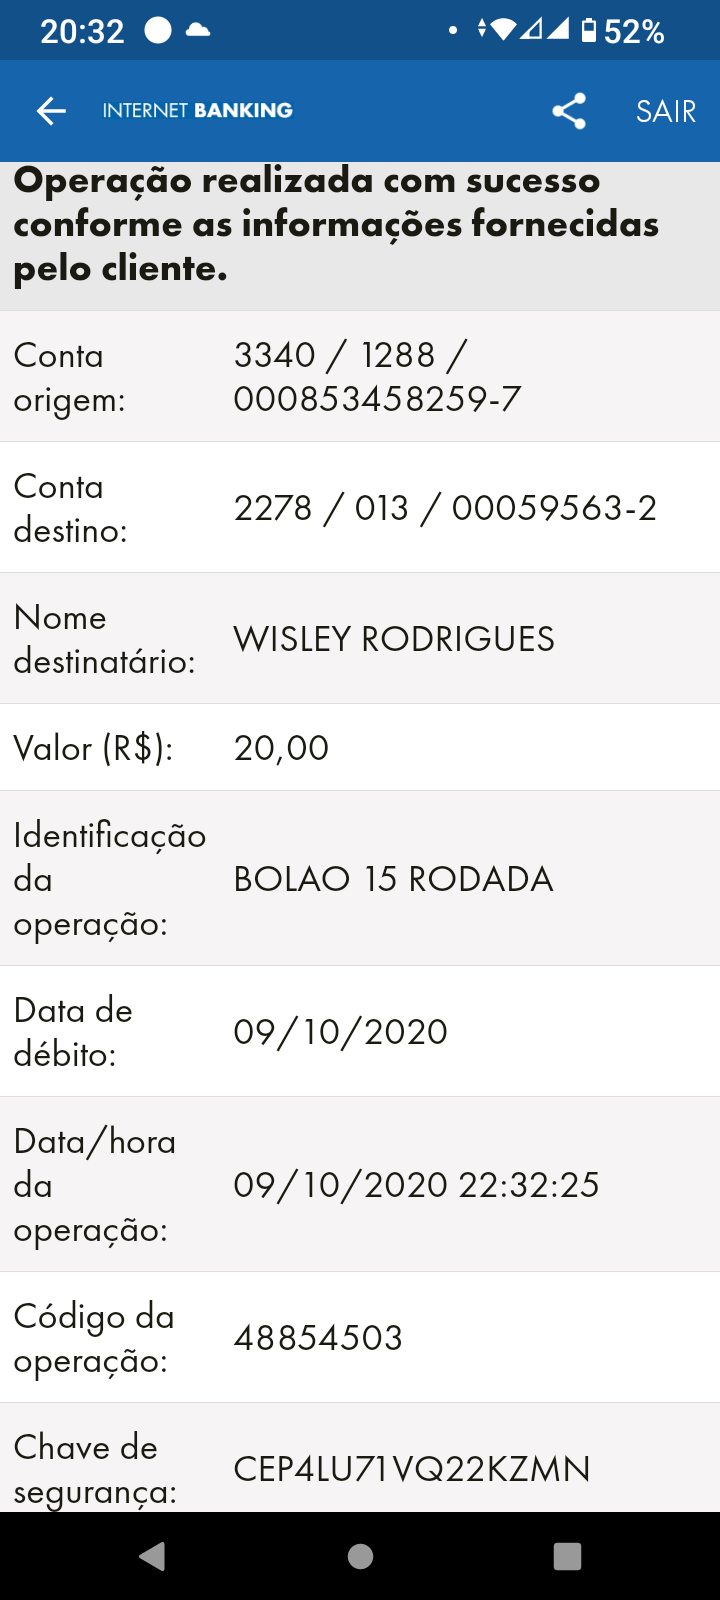 20:32
52%
INTERNET BANKING
SAIR
Operação realizada com sucesso
conforme as informações fornecidas
pelo cliente.
Conta
origem:
3340 / 1288 /
000853458259-7
Conta
destino:
2278 / 013 / 00059563-2
Nome
destinatário:
WISLEY RODRIGUES
Valor (R$):
20,00
Identificação
da
operação:
BOLAO 15 RODADA
Data de
débito:
09/10/2020
Data/hora
da
operação:
09/10/2020 22:32:25
Código da
operação:
48854503
Chave de
segurança:
CEP4LU71VQ22KZMN